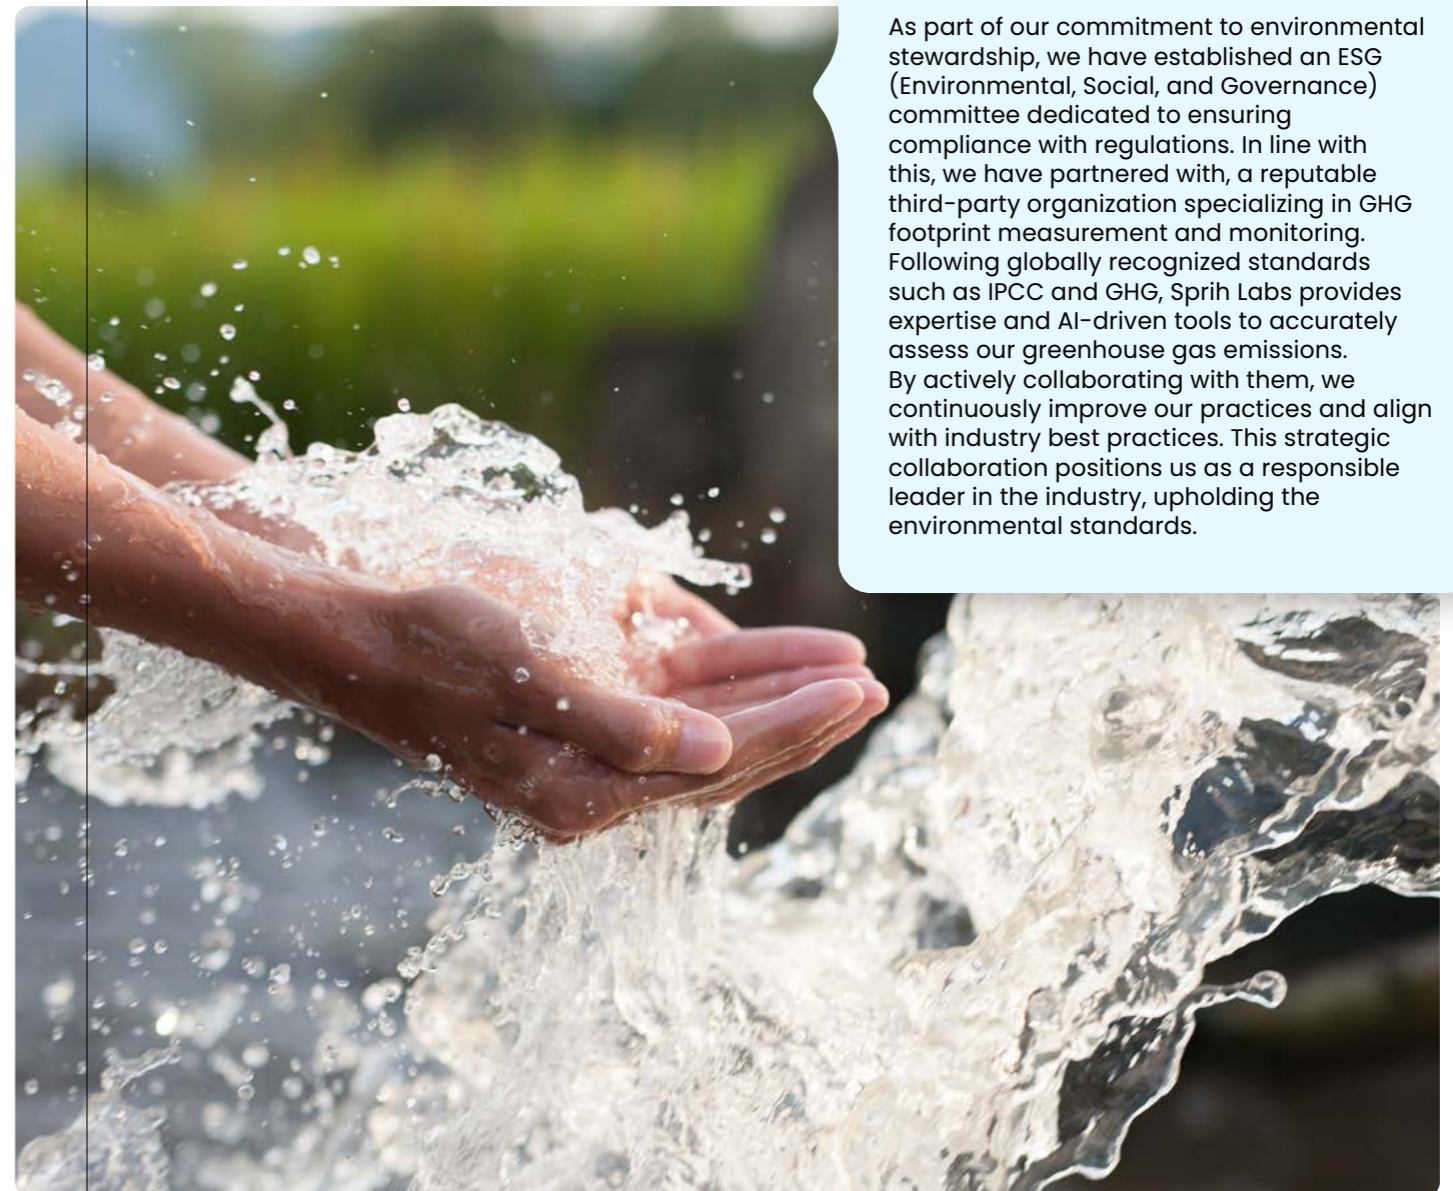 As part of our commitment to environmental
stewardship, we have established an ESG
(Environmental, Social, and Governance)
committee dedicated to ensuring
compliance with regulations. In line with
this, we have partnered with, a reputable
third-party organization specializing in GHG
footprint measurement and monitoring.
Following globally recognized standards
such as IPCC and GHG, Sprih Labs provides
expertise and AI-driven tools to accurately
assess our greenhouse gas emissions.
By actively collaborating with them, we
continuously improve our practices and align
with industry best practices. This strategic
collaboration positions us as a responsible
leader in the industry, upholding the
environmental standards.